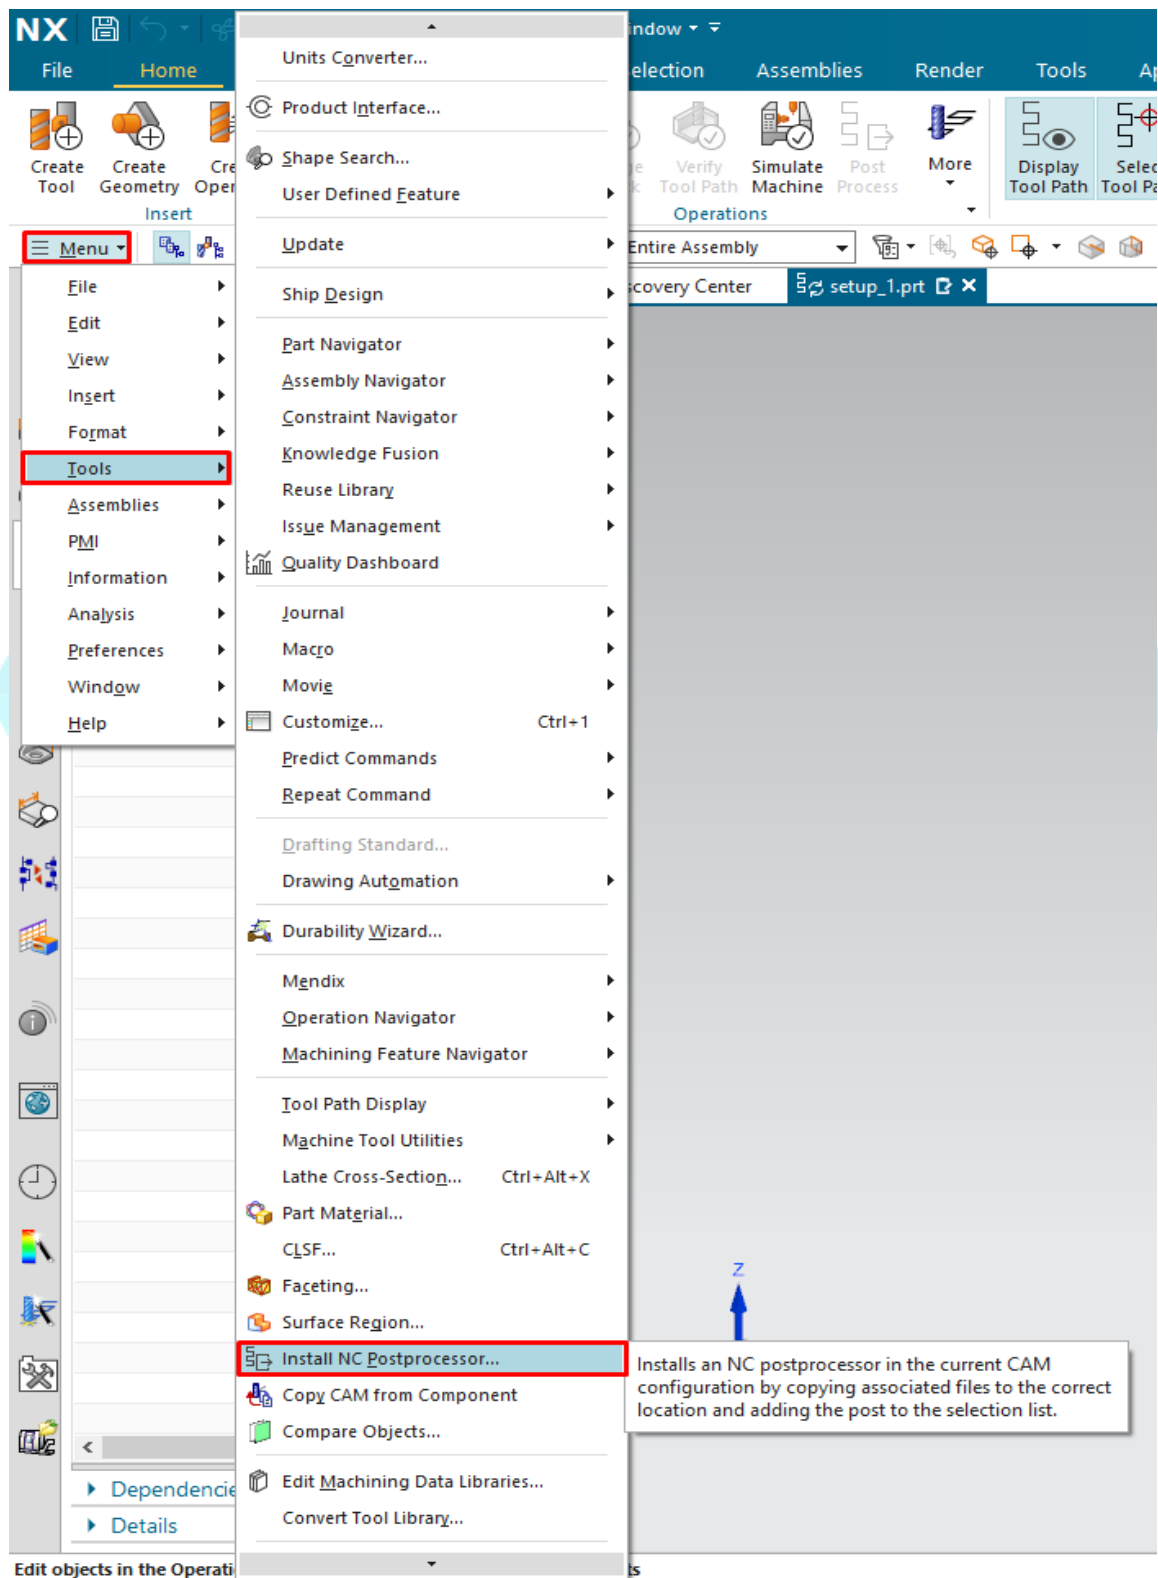 NX
indow
File
Home
election
Assemblies
Render
Tools
Create
Tool
Create
Geometry
Verify
Tool Path
Simulate
Machine
Post
Process
More
Display
Tool Path
Insert
Operations
Menu
Entire Assembly
scovery Center
setup_1.prt
File
Edit
View
Insert
Format
Tools
Assemblies
PMI
Information
Analysis
Preferences
Window
Help
Units Converter...
Product Interface...
Shape Search...
User Defined Feature
Update
Ship Design
Part Navigator
Assembly Navigator
Constraint Navigator
Knowledge Fusion
Reuse Library
Issue Management
Quality Dashboard
Journal
Macro
Movie
Customize... Ctrl+1
Predict Commands
Repeat Command
Drafting Standard...
Drawing Automation
Durability Wizard...
Mendix
Operation Navigator
Machining Feature Navigator
Tool Path Display
Machine Tool Utilities
Lathe Cross-Section... Ctrl+Alt+X
Part Material...
CLSF... Ctrl+Alt+C
Faceting...
Surface Region...
Install NC Postprocessor...
Copy CAM from Component
Compare Objects...
Edit Machining Data Libraries...
Convert Tool Library...
Z
Installs an NC postprocessor in the current CAM
configuration by copying associated files to the correct
location and adding the post to the selection list.
Dependencie
Details
Edit objects in the Operati